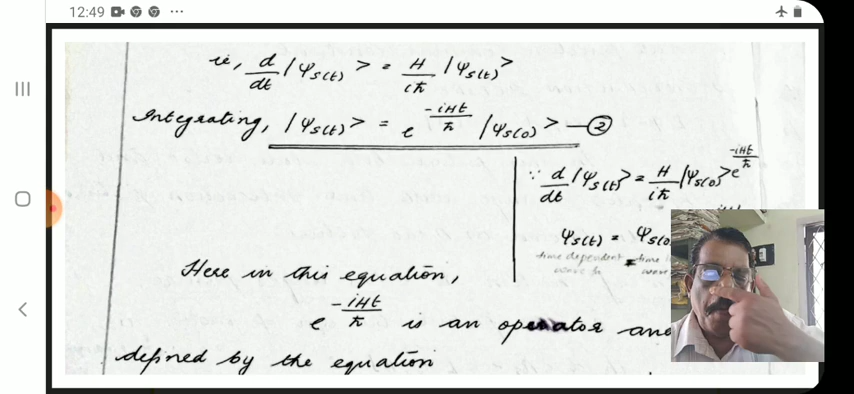 12:49
ie, d/dt |Ψs(t)> = H/iħ |Ψs(t)>
Integrating, |Ψs(t)> = e^(-iHt/ħ) |Ψs(0)> — ②
∵ d/dt |Ψs(t)> = H/iħ |Ψs(0)> e^(-iHt/ħ)
Ψs(t) = Ψs(0
time dependent = time
wave fn wave
Here in this equation,
e^(-iHt/ħ) is an operator and
defined by the equation